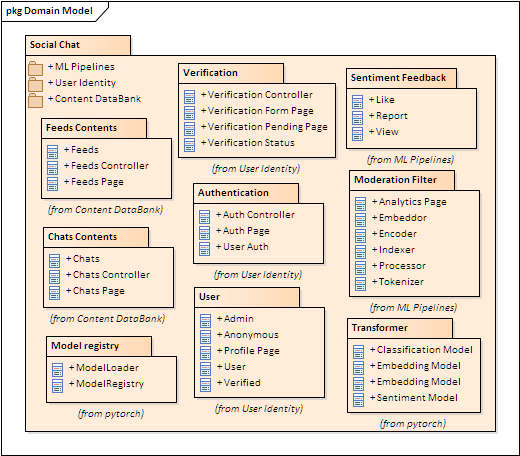 pkg Domain Model
Social Chat
+ ML Pipelines
+ User Identity
+ Content DataBank
Feeds Contents
+ Feeds
+ Feeds Controller
+ Feeds Page
(from Content DataBank)
Chats Contents
+ Chats
+ Chats Controller
+ Chats Page
(from Content DataBank)
Model registry
+ ModelLoader
+ ModelRegistry
(from pytorch)
Verification
+ Verification Controller
+ Verification Form Page
+ Verification Pending Page
+ Verification Status
(from User Identity)
Authentication
+ Auth Controller
+ Auth Page
+ User Auth
(from User Identity)
User
+ Admin
+ Anonymous
+ Profile Page
+ User
+ Verified
(from User Identity)
Sentiment Feedback
+ Like
+ Report
+ View
(from ML Pipelines)
Moderation Filter
+ Analytics Page
+ Embeddor
+ Encoder
+ Indexer
+ Processor
+ Tokenizer
(from ML Pipelines)
Transformer
+ Classification Model
+ Embedding Model
+ Embedding Model
+ Sentiment Model
(from pytorch)